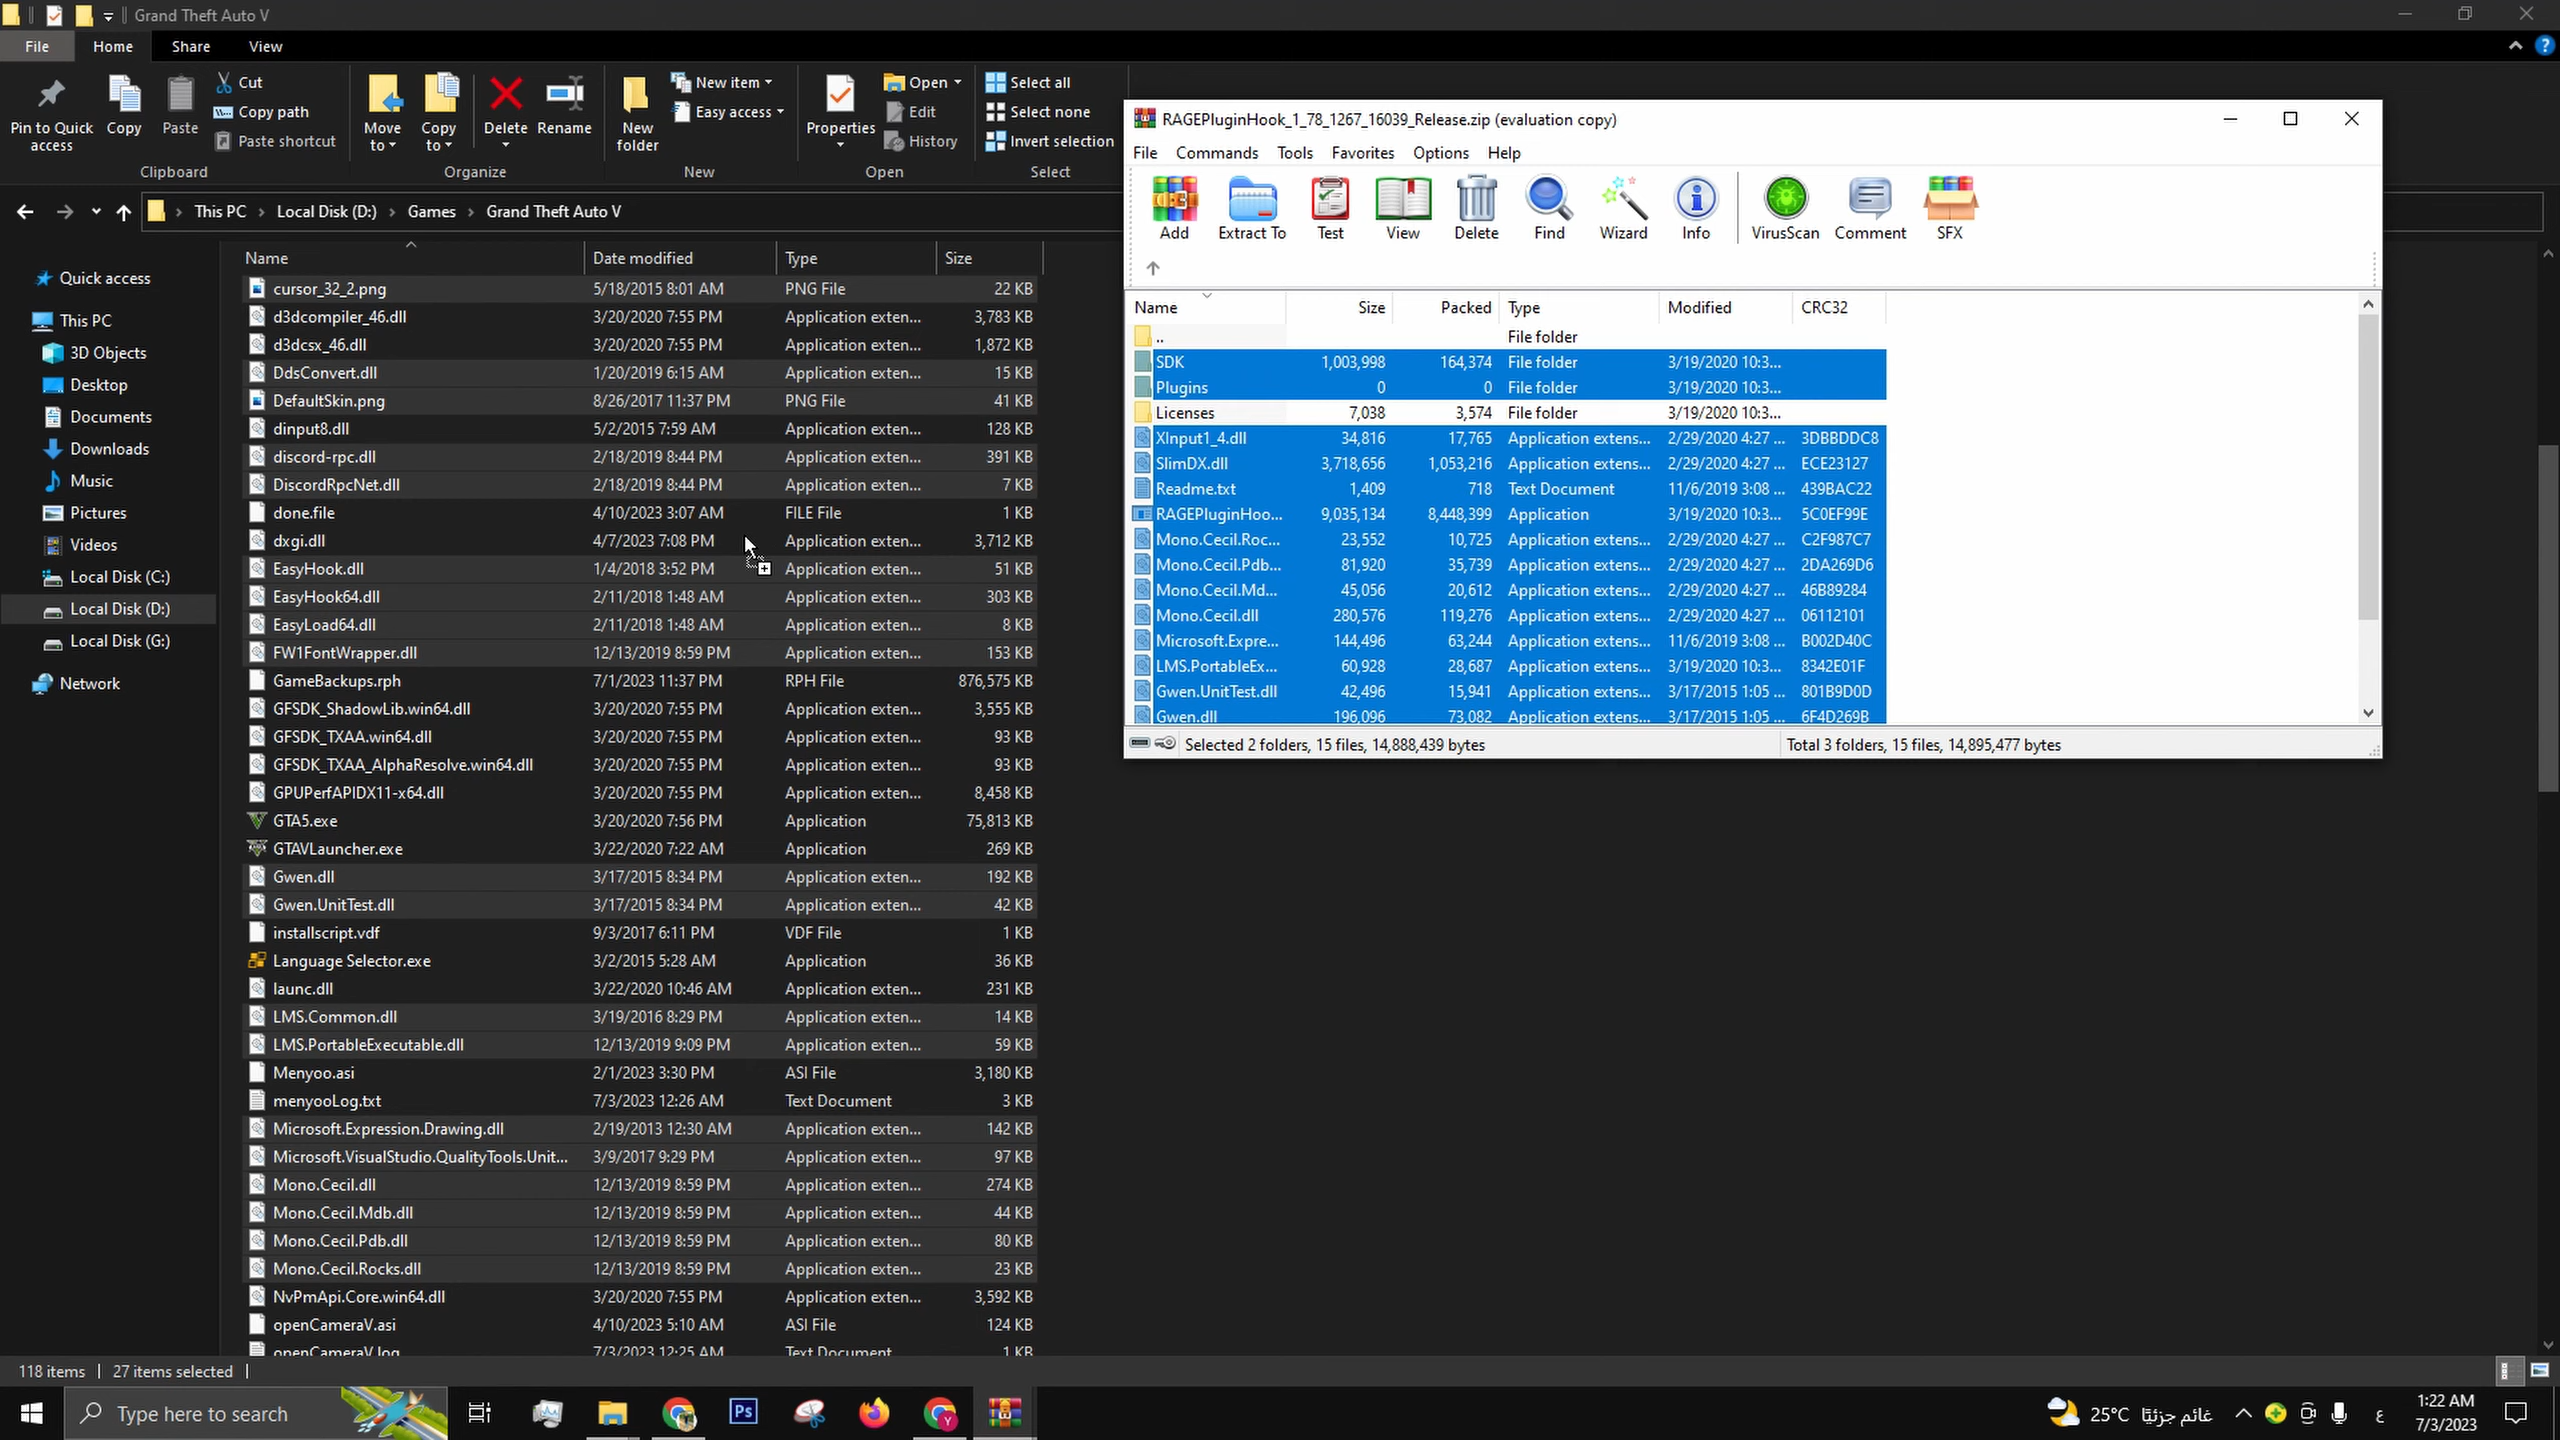 Grand Theft Auto V
File Home Share View
Pin to Quick access
Copy
Paste
Cut
Copy path
Paste shortcut
Clipboard
Move to
Copy to
Delete
Rename
Organize
New folder
New item
Easy access
New
Properties
Open
Edit
History
Open
Select all
Select none
Invert selection
Select
This PC › Local Disk (D:) › Games › Grand Theft Auto V
Quick access
This PC
3D Objects
Desktop
Documents
Downloads
Music
Pictures
Videos
Local Disk (C:)
Local Disk (D:)
Local Disk (G:)
Network
Name Date modified Type Size
cursor_32_2.png 5/18/2015 8:01 AM PNG File 22 KB
d3dcompiler_46.dll 3/20/2020 7:55 PM Application exten... 3,783 KB
d3dcsx_46.dll 3/20/2020 7:55 PM Application exten... 1,872 KB
DdsConvert.dll 1/20/2019 6:15 AM Application exten... 15 KB
DefaultSkin.png 8/26/2017 11:37 PM PNG File 41 KB
dinput8.dll 5/2/2015 7:59 AM Application exten... 128 KB
discord-rpc.dll 2/18/2019 8:44 PM Application exten... 391 KB
DiscordRpcNet.dll 2/18/2019 8:44 PM Application exten... 7 KB
done.file 4/10/2023 3:07 AM FILE File 1 KB
dxgi.dll 4/7/2023 7:08 PM Application exten... 3,712 KB
EasyHook.dll 1/4/2018 3:52 PM Application exten... 51 KB
EasyHook64.dll 2/11/2018 1:48 AM Application exten... 303 KB
EasyLoad64.dll 2/11/2018 1:48 AM Application exten... 8 KB
FW1FontWrapper.dll 12/13/2019 8:59 PM Application exten... 153 KB
GameBackups.rph 7/1/2023 11:37 PM RPH File 876,575 KB
GFSDK_ShadowLib.win64.dll 3/20/2020 7:55 PM Application exten... 3,555 KB
GFSDK_TXAA.win64.dll 3/20/2020 7:55 PM Application exten... 93 KB
GFSDK_TXAA_AlphaResolve.win64.dll 3/20/2020 7:55 PM Application exten... 93 KB
GPUPerfAPIDX11-x64.dll 3/20/2020 7:55 PM Application exten... 8,458 KB
GTA5.exe 3/20/2020 7:56 PM Application 75,813 KB
GTAVLauncher.exe 3/22/2020 7:22 AM Application 269 KB
Gwen.dll 3/17/2015 8:34 PM Application exten... 192 KB
Gwen.UnitTest.dll 3/17/2015 8:34 PM Application exten... 42 KB
installscript.vdf 9/3/2017 6:11 PM VDF File 1 KB
Language Selector.exe 3/2/2015 5:28 AM Application 36 KB
launc.dll 3/22/2020 10:46 AM Application exten... 231 KB
LMS.Common.dll 3/19/2016 8:29 PM Application exten... 14 KB
LMS.PortableExecutable.dll 12/13/2019 9:09 PM Application exten... 59 KB
Menyoo.asi 2/1/2023 3:30 PM ASI File 3,180 KB
menyooLog.txt 7/3/2023 12:26 AM Text Document 3 KB
Microsoft.Expression.Drawing.dll 2/19/2013 12:30 AM Application exten... 142 KB
Microsoft.VisualStudio.QualityTools.Unit... 3/9/2017 9:29 PM Application exten... 97 KB
Mono.Cecil.dll 12/13/2019 8:59 PM Application exten... 274 KB
Mono.Cecil.Mdb.dll 12/13/2019 8:59 PM Application exten... 44 KB
Mono.Cecil.Pdb.dll 12/13/2019 8:59 PM Application exten... 80 KB
Mono.Cecil.Rocks.dll 12/13/2019 8:59 PM Application exten... 23 KB
NvPmApi.Core.win64.dll 3/20/2020 7:55 PM Application exten... 3,592 KB
openCameraV.asi 4/10/2023 5:10 AM ASI File 124 KB
openCameraV.log 7/3/2023 12:25 AM Text Document 1 KB
118 items 27 items selected
RAGEPluginHook_1_78_1267_16039_Release.zip (evaluation copy)
File Commands Tools Favorites Options Help
Add Extract To Test View Delete Find Wizard Info VirusScan Comment SFX
Name Size Packed Type Modified CRC32
.. File folder
SDK 1,003,998 164,374 File folder 3/19/2020 10:3...
Plugins 0 0 File folder 3/19/2020 10:3...
Licenses 7,038 3,574 File folder 3/19/2020 10:3...
XInput1_4.dll 34,816 17,765 Application extens... 2/29/2020 4:27 ... 3DBBDDC8
SlimDX.dll 3,718,656 1,053,216 Application extens... 2/29/2020 4:27 ... ECE23127
Readme.txt 1,409 718 Text Document 11/6/2019 3:08 ... 439BAC22
RAGEPluginHoo... 9,035,134 8,448,399 Application 3/19/2020 10:3... 5C0EF99E
Mono.Cecil.Roc... 23,552 10,725 Application extens... 2/29/2020 4:27 ... C2F987C7
Mono.Cecil.Pdb... 81,920 35,739 Application extens... 2/29/2020 4:27 ... 2DA269D6
Mono.Cecil.Md... 45,056 20,612 Application extens... 2/29/2020 4:27 ... 46B89284
Mono.Cecil.dll 280,576 119,276 Application extens... 2/29/2020 4:27 ... 06112101
Microsoft.Expre... 144,496 63,244 Application extens... 11/6/2019 3:08 ... B002D40C
LMS.PortableEx... 60,928 28,687 Application extens... 3/19/2020 10:3... 8342E01F
Gwen.UnitTest.dll 42,496 15,941 Application extens... 3/17/2015 1:05 ... 801B9D0D
Gwen.dll 196,096 73,082 Application extens... 3/17/2015 1:05 ... 6F4D269B
Selected 2 folders, 15 files, 14,888,439 bytes Total 3 folders, 15 files, 14,895,477 bytes
Type here to search
Ps
25°C غائم جزئيًا
ع
1:22 AM
7/3/2023